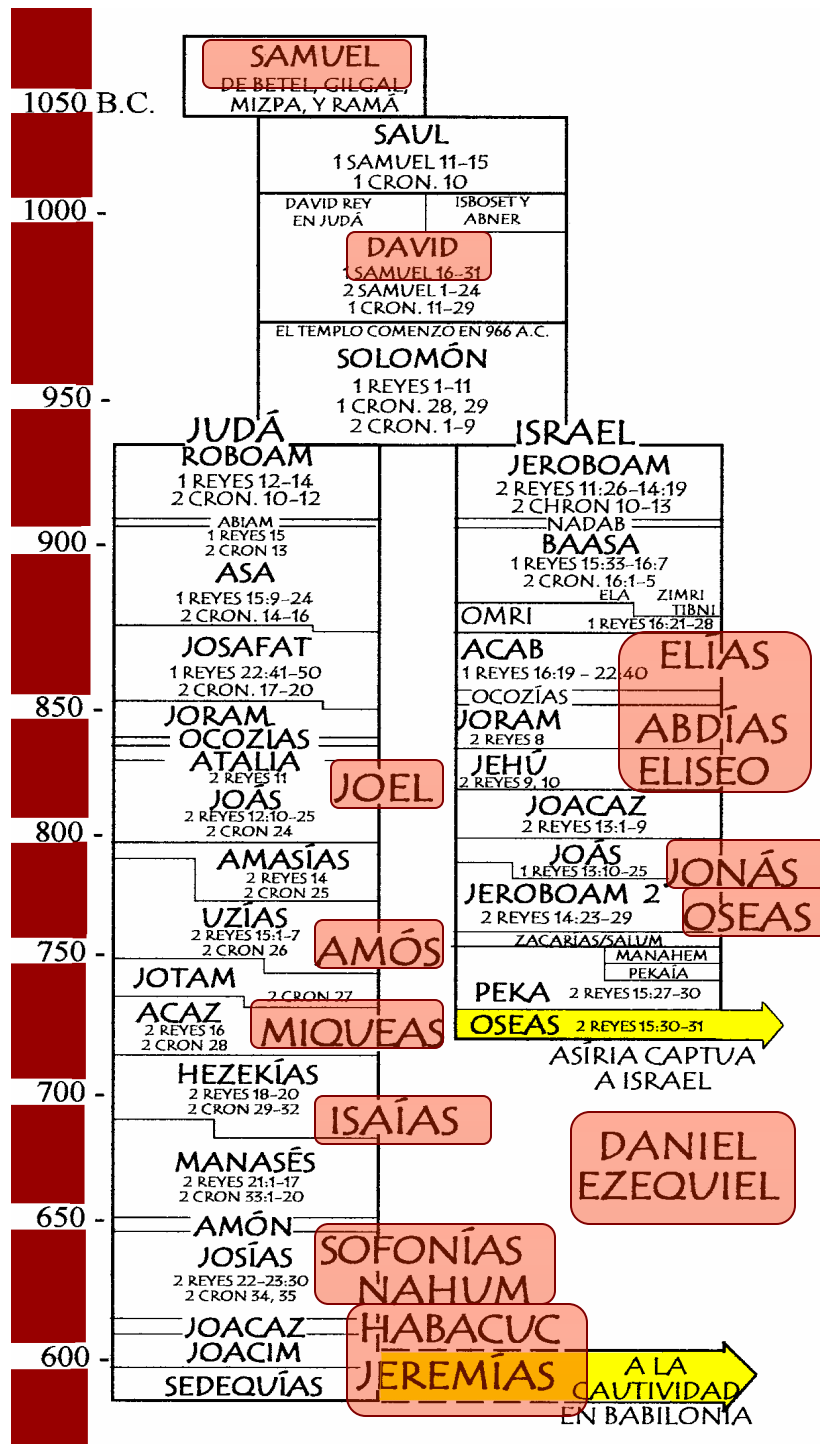 SAMUEL
DE BETEL, GILGAL,
1050 B.C.
MIZPA, Y RAMÁ
SAUL
1 SAMUEL 11-15
1 CRON. 10
1000 -
DAVID REY
EN JUDÁ
ISBOSET Y
ABNER
DAVID
1 SAMUEL 16-31
2 SAMUEL 1-24
1 CRON. 11-29
EL TEMPLO COMENZÓ EN 966 A.C.
SOLOMÓN
1 REYES 1-11
950 -
1 CRON. 28, 29
2 CRON. 1-9
JUDÁ
ROBOAM
1 REYES 12-14
2 CRON. 10-12
ABIAM
1 REYES 15
2 CRON 13
900 -
ASA
1 REYES 15:9-24
2 CRON. 14-16
JOSAFAT
1 REYES 22:41-50
2 CRON. 17-20
850 -
JORAM
OCOZIAS
ATALIA
2 REYES 11
JOEL
JOÁS
2 REYES 12:10-25
2 CRON 24
800 -
AMASÍAS
2 REYES 14
2 CRON 25
UZÍAS
2 REYES 15:1-7
2 CRON 26
AMÓS
750 -
JOTAM
2 CRON 27
ACAZ
2 REYES 16
2 CRON 28
MIQUEAS
HEZEKÍAS
2 REYES 18-20
2 CRON 29-32
700 -
ISAÍAS
MANASÉS
2 REYES 21:1-17
2 CRON 33:1-20
650 -
AMÓN
JOSÍAS
2 REYES 22-23:30
2 CRON 34, 35
SOFONÍAS
NAHUM
JOACAZ
HABACUC
600 -
JOACIM
JEREMÍAS
SEDEQUÍAS
A LA
CAUTIVIDAD
EN BABILONIA
ISRAEL
JEROBOAM
2 REYES 11:26-14:19
2 CHRON 10-13
NADAB
BAASA
1 REYES 15:33-16:7
2 CRON. 16:1-5
ELA ZIMRI
TIBNI
OMRI
1 REYES 16:21-28
ACAB
1 REYES 16:19 - 22:40
ELÍAS
OCOZÍAS
JORAM
2 REYES 8
ABDÍAS
JEHÚ
2 REYES 9, 10
ELISEO
JOACAZ
2 REYES 13:1-9
JOÁS
1 REYES 13:10-25
JONÁS
JEROBOAM 2
2 REYES 14:23-29
OSEAS
ZACARÍAS/SALUM
MANAHEM
PEKAÍA
PEKA 2 REYES 15:27-30
OSEAS 2 REYES 15:30-31
ASÍRIA CAPTUA
A ISRAEL
DANIEL
EZEQUIEL